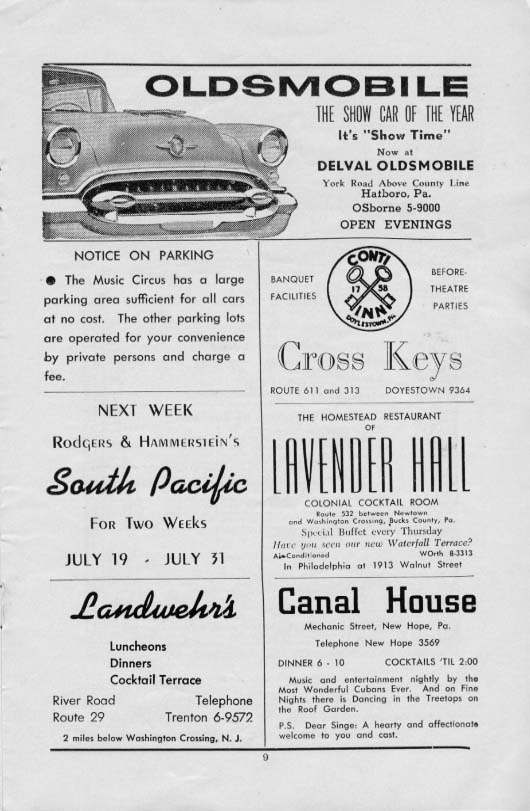 OLDSMOBILE
THE SHOW CAR OF THE YEAR
It's "Show Time"
Now at
DELVAL OLDSMOBILE
York Road Above County Line
Hatboro, Pa.
OSborne 5-9000
OPEN EVENINGS
NOTICE ON PARKING
• The Music Circus has a large
parking area sufficient for all cars
at no cost. The other parking lots
are operated for your convenience
by private persons and charge a
fee.
NEXT WEEK
Rodgers & Hammerstein's
South Pacific
For Two Weeks
JULY 19 - JULY 31
Landwehr's
Luncheons
Dinners
Cocktail Terrace
River Road Telephone
Route 29 Trenton 6-9572
2 miles below Washington Crossing, N. J.
BANQUET
FACILITIES
CONTI
17 58
INN
DOYLESTOWN, PA.
BEFORE-
THEATRE
PARTIES
Cross Keys
ROUTE 611 and 313 DOYESTOWN 9364
THE HOMESTEAD RESTAURANT
OF
LAVENDER HALL
COLONIAL COCKTAIL ROOM
Route 532 between Newtown
and Washington Crossing, Bucks County, Pa.
Special Buffet every Thursday
Have you seen our new Waterfall Terrace?
Air-Conditioned WOrth 8-3313
In Philadelphia at 1913 Walnut Street
Canal House
Mechanic Street, New Hope, Pa.
Telephone New Hope 3569
DINNER 6 - 10 COCKTAILS 'TIL 2:00
Music and entertainment nightly by the
Most Wonderful Cubans Ever. And on Fine
Nights there is Dancing in the Treetops on
the Roof Garden.
P.S. Dear Singe: A hearty and affectionate
welcome to you and cast.
9